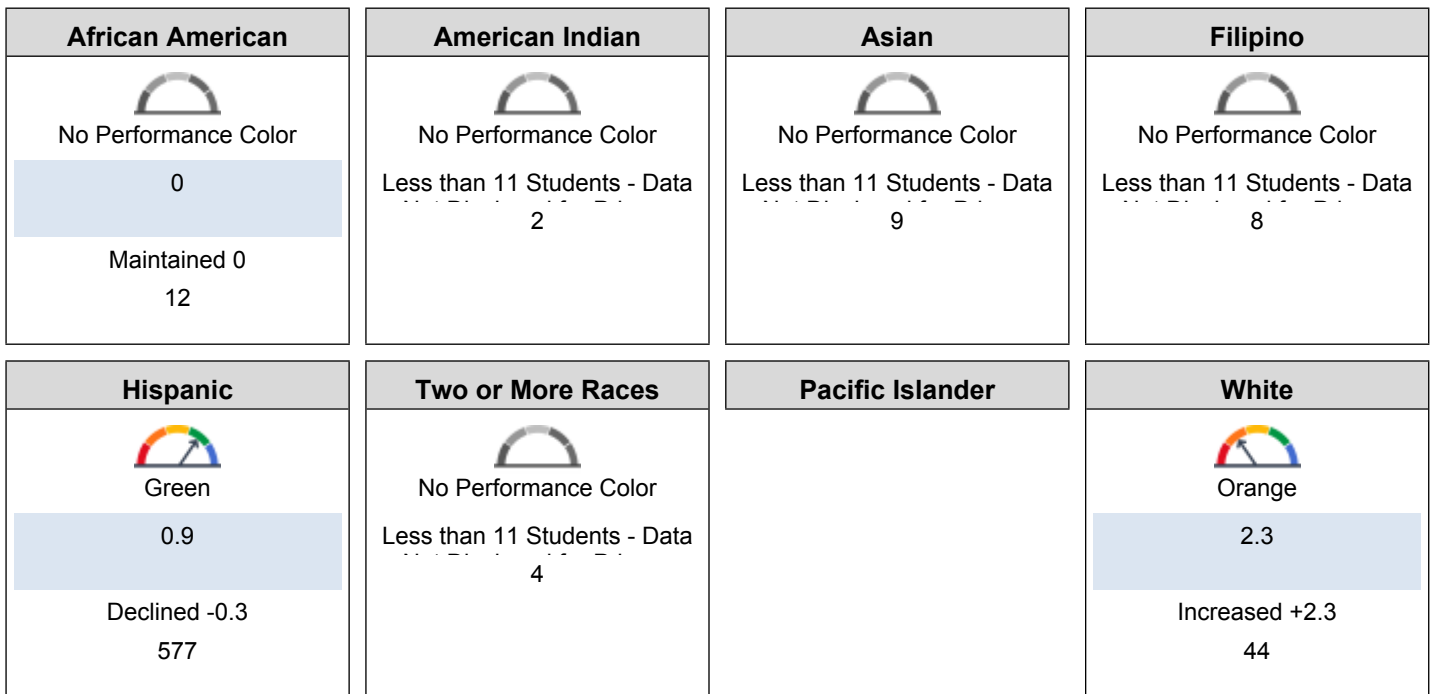 African American
No Performance Color
0
Maintained 0
12
American Indian
No Performance Color
Less than 11 Students - Data
2
Asian
No Performance Color
Less than 11 Students - Data
9
Filipino
No Performance Color
Less than 11 Students - Data
8
Hispanic
Green
0.9
Declined -0.3
577
Two or More Races
No Performance Color
Less than 11 Students - Data
4
Pacific Islander
White
Orange
2.3
Increased +2.3
44